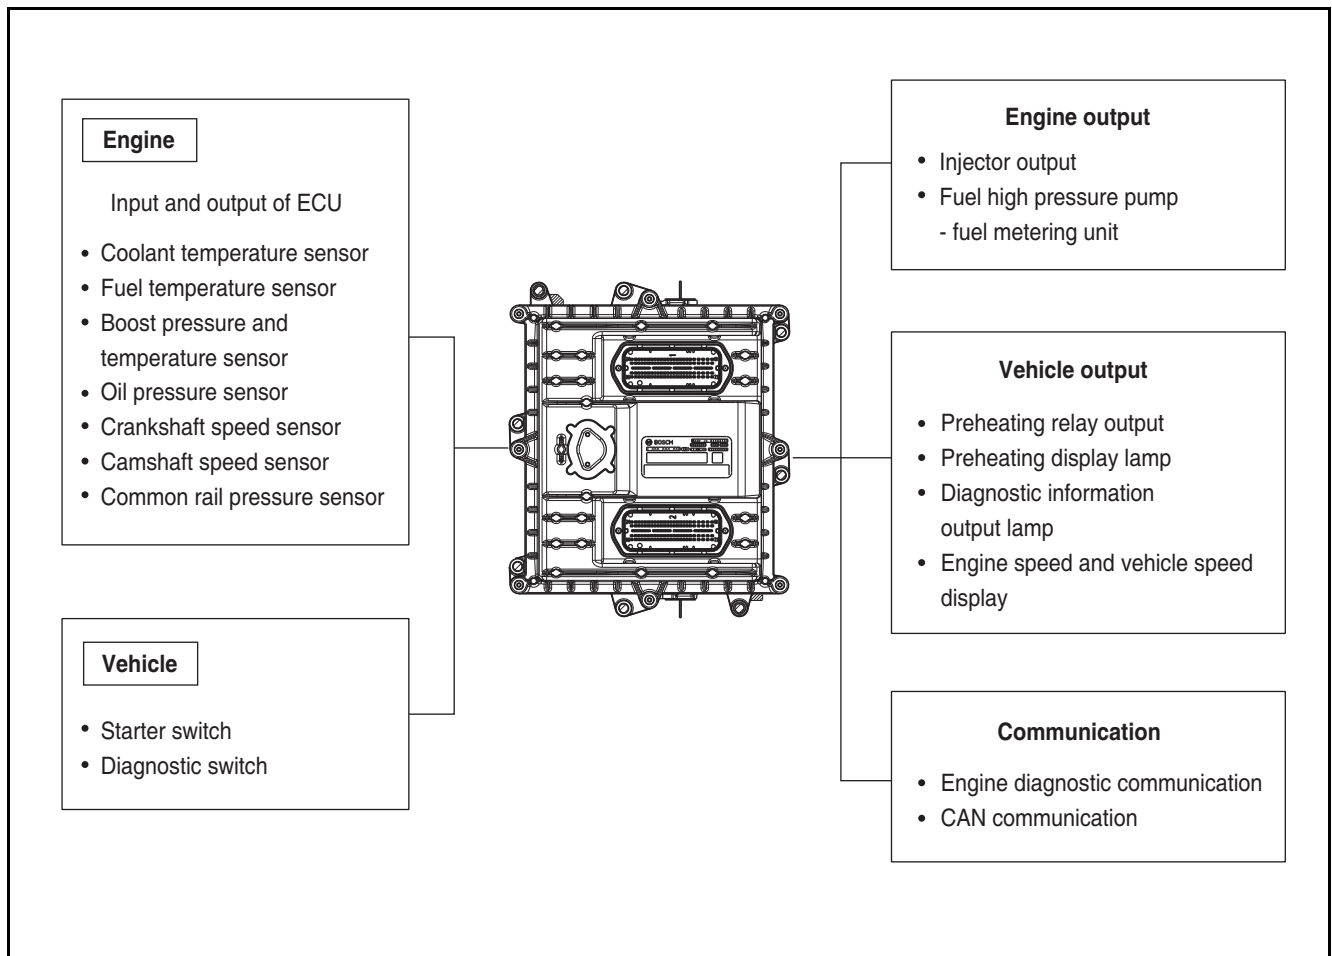 Engine
Input and output of ECU
• Coolant temperature sensor
• Fuel temperature sensor
• Boost pressure and
temperature sensor
• Oil pressure sensor
• Crankshaft speed sensor
• Camshaft speed sensor
• Common rail pressure sensor
Vehicle
• Starter switch
• Diagnostic switch
BOSCH
Engine output
• Injector output
• Fuel high pressure pump
- fuel metering unit
Vehicle output
• Preheating relay output
• Preheating display lamp
• Diagnostic information
output lamp
• Engine speed and vehicle speed
display
Communication
• Engine diagnostic communication
• CAN communication